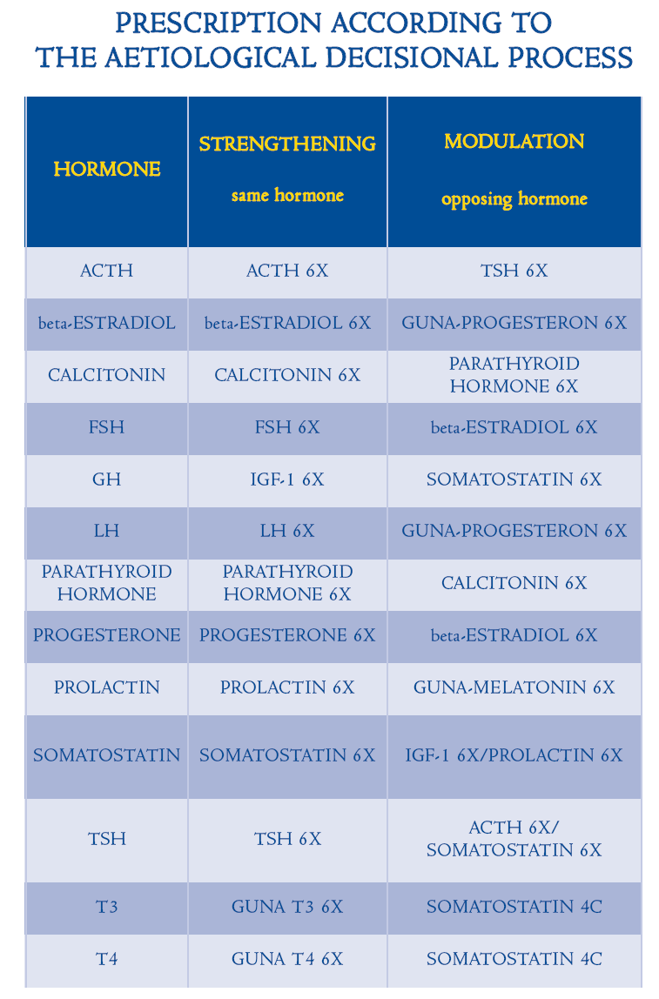 PRESCRIPTION ACCORDING TO
THE AETIOLOGICAL DECISIONAL PROCESS
HORMONE
STRENGTHENING
same hormone
MODULATION
opposing hormone
ACTH ACTH 6X TSH 6X
beta-ESTRADIOL beta-ESTRADIOL 6X GUNA-PROGESTERON 6X
CALCITONIN CALCITONIN 6X PARATHYROID
HORMONE 6X
FSH FSH 6X beta-ESTRADIOL 6X
GH IGF-1 6X SOMATOSTATIN 6X
LH LH 6X GUNA-PROGESTERON 6X
PARATHYROID
HORMONE
PARATHYROID
HORMONE 6X
CALCITONIN 6X
PROGESTERONE PROGESTERONE 6X beta-ESTRADIOL 6X
PROLACTIN PROLACTIN 6X GUNA-MELATONIN 6X
SOMATOSTATIN SOMATOSTATIN 6X IGF-1 6X/PROLACTIN 6X
TSH TSH 6X ACTH 6X/
SOMATOSTATIN 6X
T3 GUNA T3 6X SOMATOSTATIN 4C
T4 GUNA T4 6X SOMATOSTATIN 4C